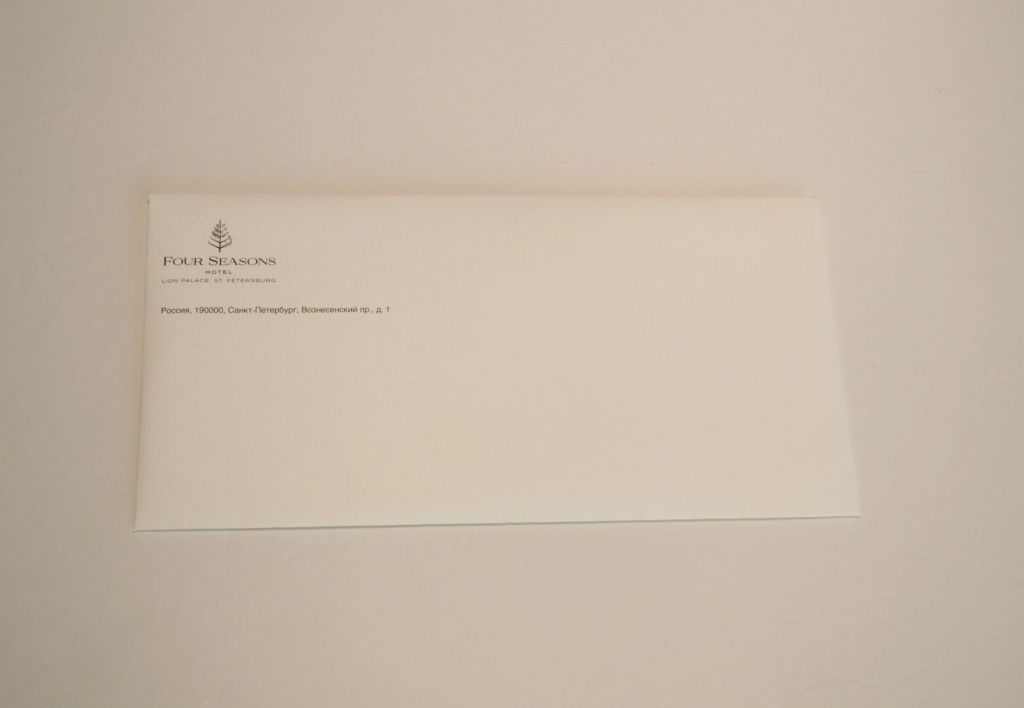 FOUR SEASONS
HOTEL
LION PALACE, ST. PETERSBURG
Россия, 190000, Санкт-Петербург, Вознесенский пр., д. 1